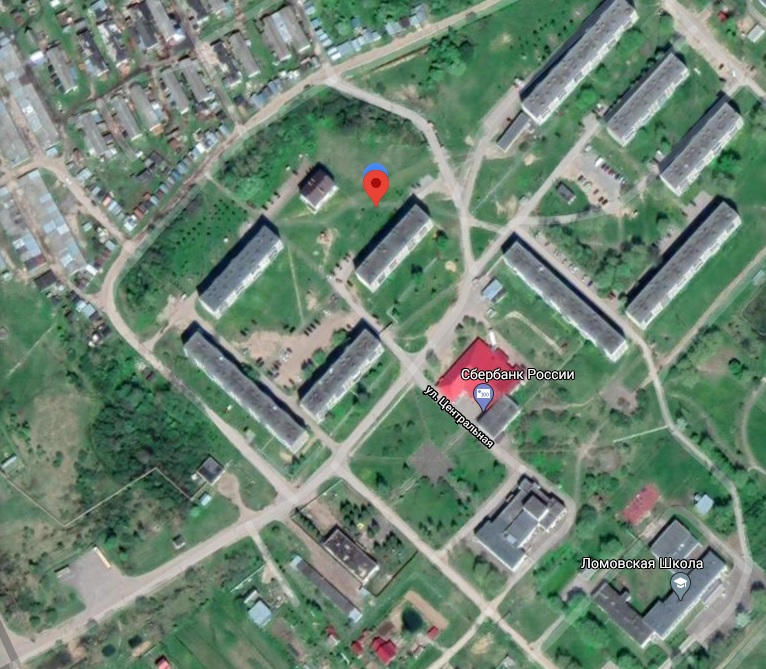 Сбербанк России
ул. Центральная
Ломовская Школа